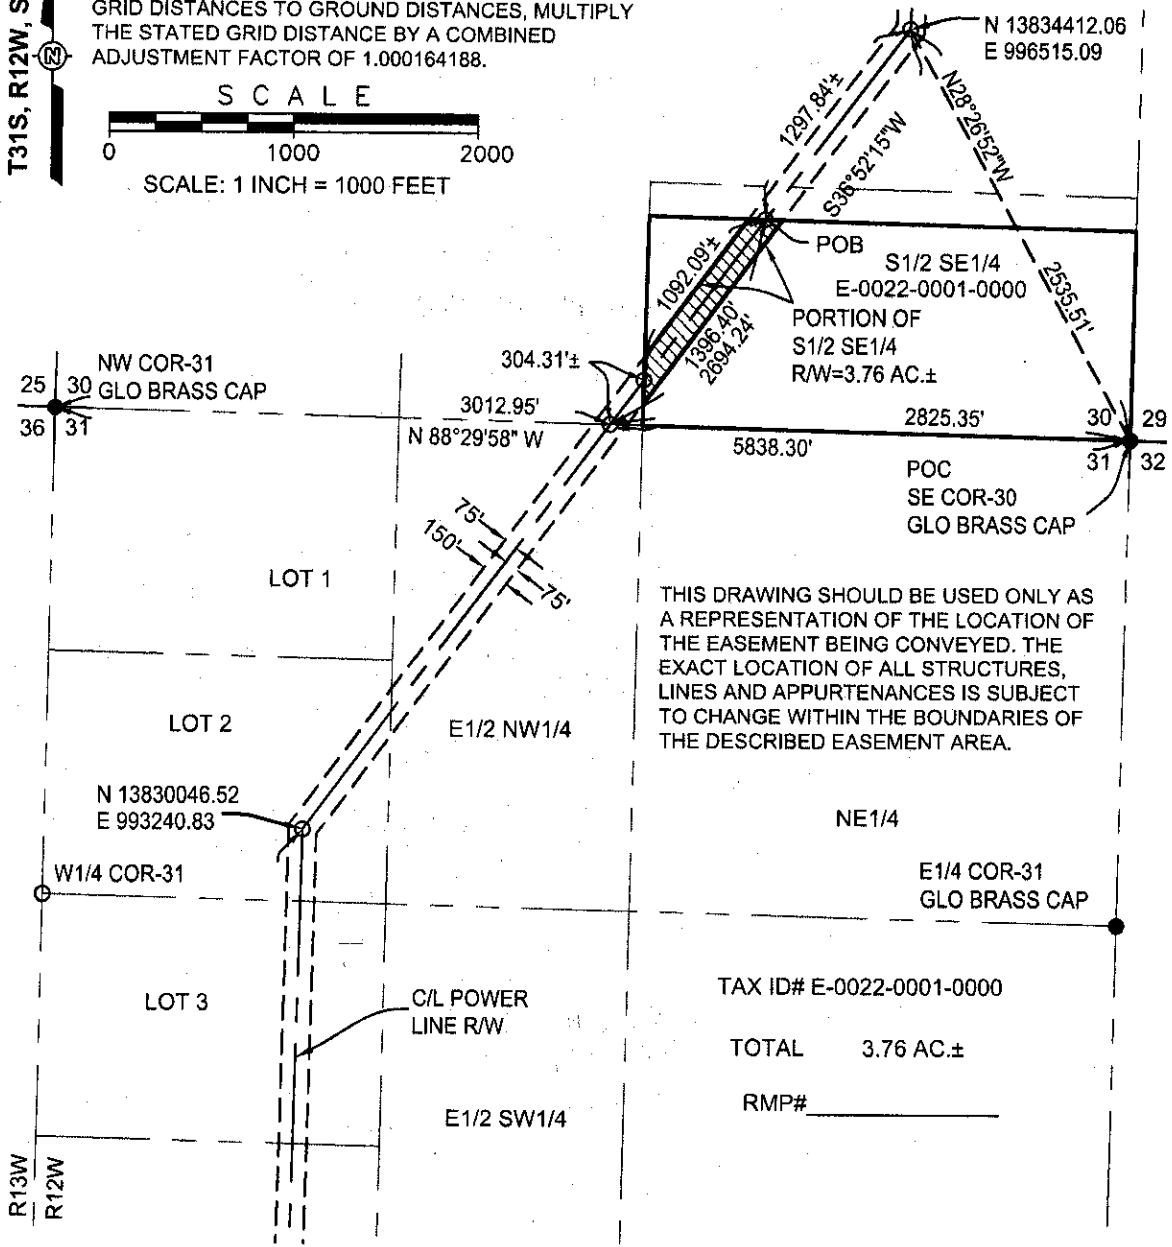 GRID DISTANCES TO GROUND DISTANCES, MULTIPLY
THE STATED GRID DISTANCE BY A COMBINED
ADJUSTMENT FACTOR OF 1.000164188.
T31S, R12W, S
N
SCALE
0 1000 2000
SCALE: 1 INCH = 1000 FEET
N 13834412.06
E 996515.09
1297.84'±
S36°52'15"W
N28°26'52"W
2535.51'
POB
S1/2 SE1/4
E-0022-0001-0000
1092.09'±
PORTION OF
S1/2 SE1/4
R/W=3.76 AC.±
1396.40'
2694.24'
304.31'±
NW COR-31
GLO BRASS CAP
25 30
36 31
3012.95'
N 88°29'58" W
2825.35'
5838.30'
30 29
31 32
POC
SE COR-30
GLO BRASS CAP
75'
150'
75'
LOT 1
THIS DRAWING SHOULD BE USED ONLY AS
A REPRESENTATION OF THE LOCATION OF
THE EASEMENT BEING CONVEYED. THE
EXACT LOCATION OF ALL STRUCTURES,
LINES AND APPURTENANCES IS SUBJECT
TO CHANGE WITHIN THE BOUNDARIES OF
THE DESCRIBED EASEMENT AREA.
LOT 2
E1/2 NW1/4
N 13830046.52
E 993240.83
NE1/4
W1/4 COR-31
E1/4 COR-31
GLO BRASS CAP
LOT 3
C/L POWER
LINE R/W
TAX ID# E-0022-0001-0000
TOTAL 3.76 AC.±
RMP#
E1/2 SW1/4
R13W
R12W